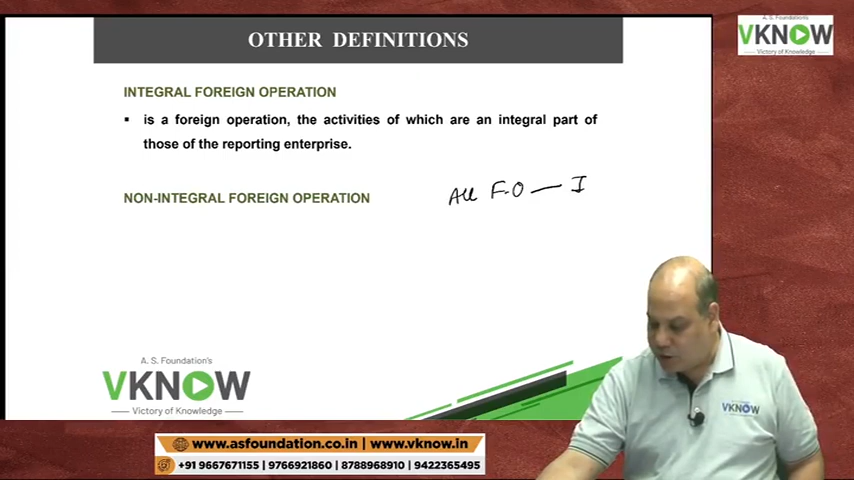 OTHER DEFINITIONS
A. S. Foundation's
VKNOW
Victory of Knowledge
INTEGRAL FOREIGN OPERATION
▪ is a foreign operation, the activities of which are an integral part of
those of the reporting enterprise.
NON-INTEGRAL FOREIGN OPERATION
All F.O — I
A. S. Foundation's
VKNOW
Victory of Knowledge
VKNOW
www.asfoundation.co.in | www.vknow.in
+91 9667671155 | 9766921860 | 8788968910 | 9422365495